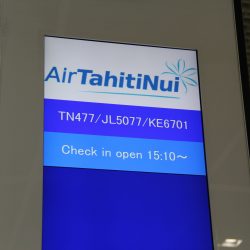 AirTahitiNui
TN477/JL5077/KE6701
Check in open 15:10～